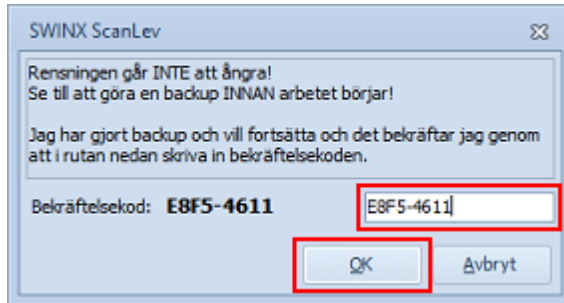 SWINX ScanLev
Rensningen går INTE att ångra!
Se till att göra en backup INNAN arbetet börjar!
Jag har gjort backup och vill fortsätta och det bekräftar jag genom
att i rutan nedan skriva in bekräftelsekoden.
Bekräftelsekod: E8F5-4611 E8F5-4611
OK Avbryt